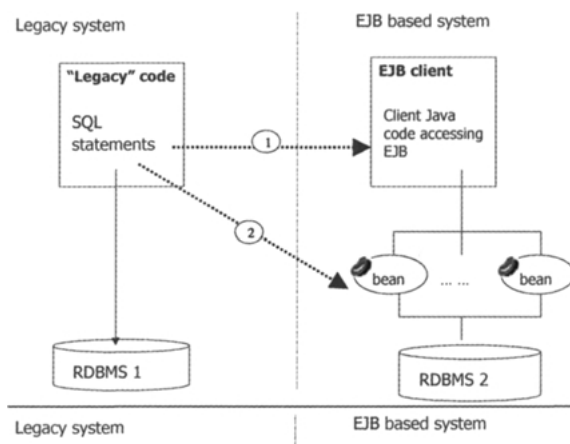 Legacy system
EJB based system
“Legacy” code
SQL
statements
EJB client
Client Java
code accessing
EJB
1
2
bean
... ...
bean
RDBMS 1
RDBMS 2
Legacy system
EJB based system